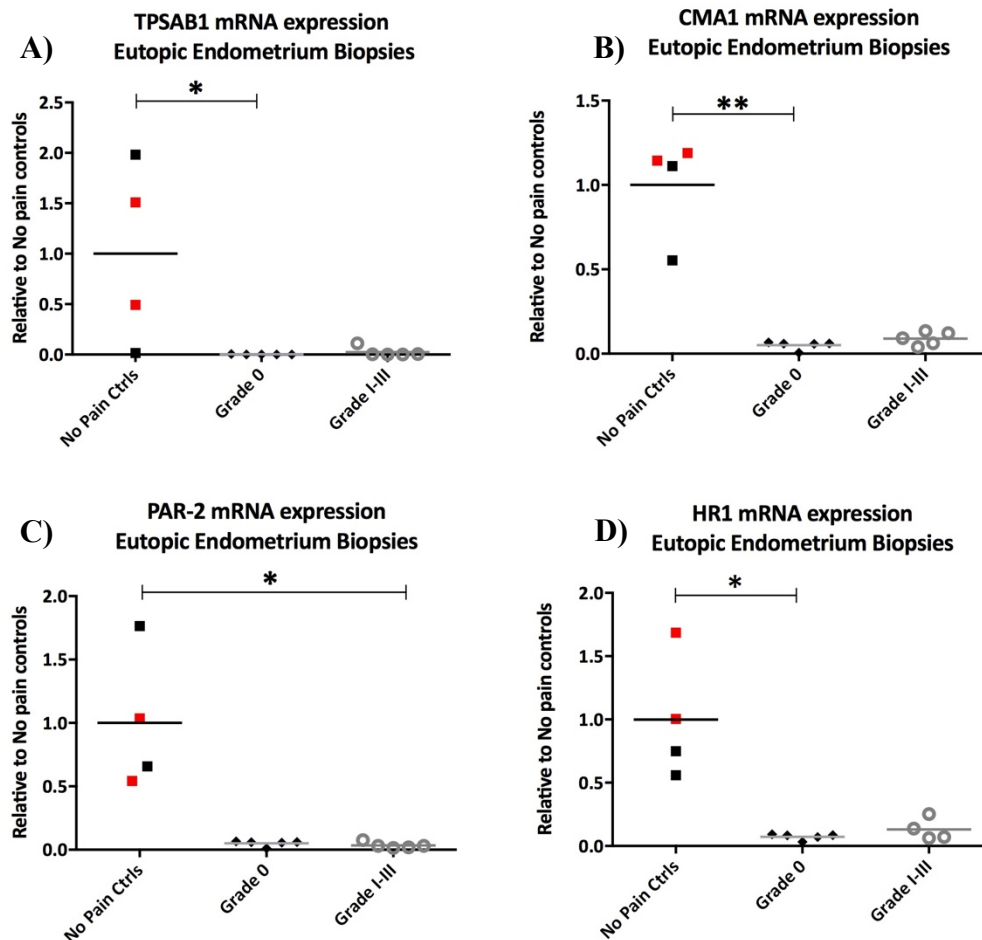 A)
TPSAB1 mRNA expression
Eutopic Endometrium Biopsies
*
Relative to No pain controls
2.5
2.0
1.5
1.0
0.5
0.0
No Pain Ctrls
Grade 0
Grade I-III
B)
CMA1 mRNA expression
Eutopic Endometrium Biopsies
**
Relative to No pain controls
1.5
1.0
0.5
0.0
No Pain Ctrls
Grade 0
Grade I-III
C)
PAR-2 mRNA expression
Eutopic Endometrium Biopsies
*
Relative to No pain controls
2.0
1.5
1.0
0.5
0.0
No Pain Ctrls
Grade 0
Grade I-III
D)
HR1 mRNA expression
Eutopic Endometrium Biopsies
*
Relative to No pain controls
2.0
1.5
1.0
0.5
0.0
No Pain Ctrls
Grade 0
Grade I-III